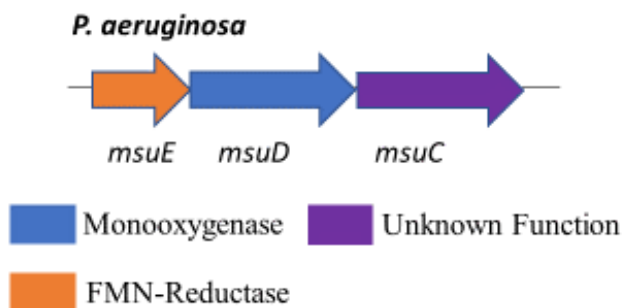 P. aeruginosa
msuE msuD msuC
Monooxygenase Unknown Function
FMN-Reductase